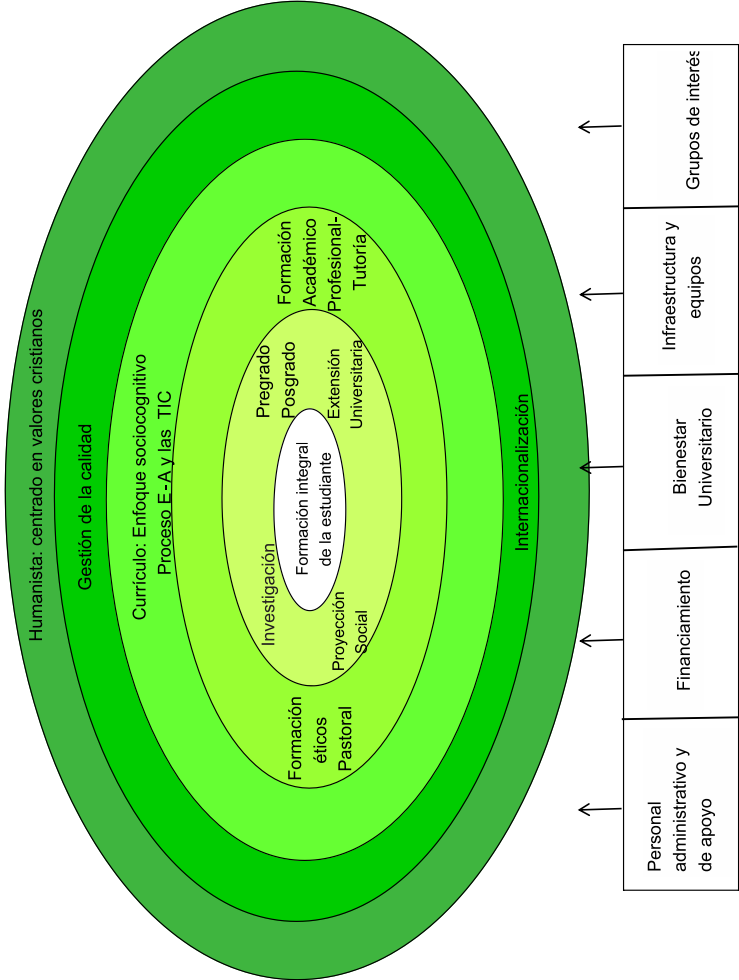 Humanista: centrado en valores cristianos
Gestión de la calidad
Currículo: Enfoque sociocognitivo
Proceso E - A y las TIC
Formación
éticos
Pastoral
Investigación
Proyección
Social
Formación integral
de la estudiante
Pregrado
Posgrado
Extensión
Universitaria
Formación
Académico
Profesional-
Tutoría
Internacionalización
Personal
administrativo y
de apoyo
Financiamiento
Bienestar
Universitario
Infraestructura y
equipos
Grupos de interés